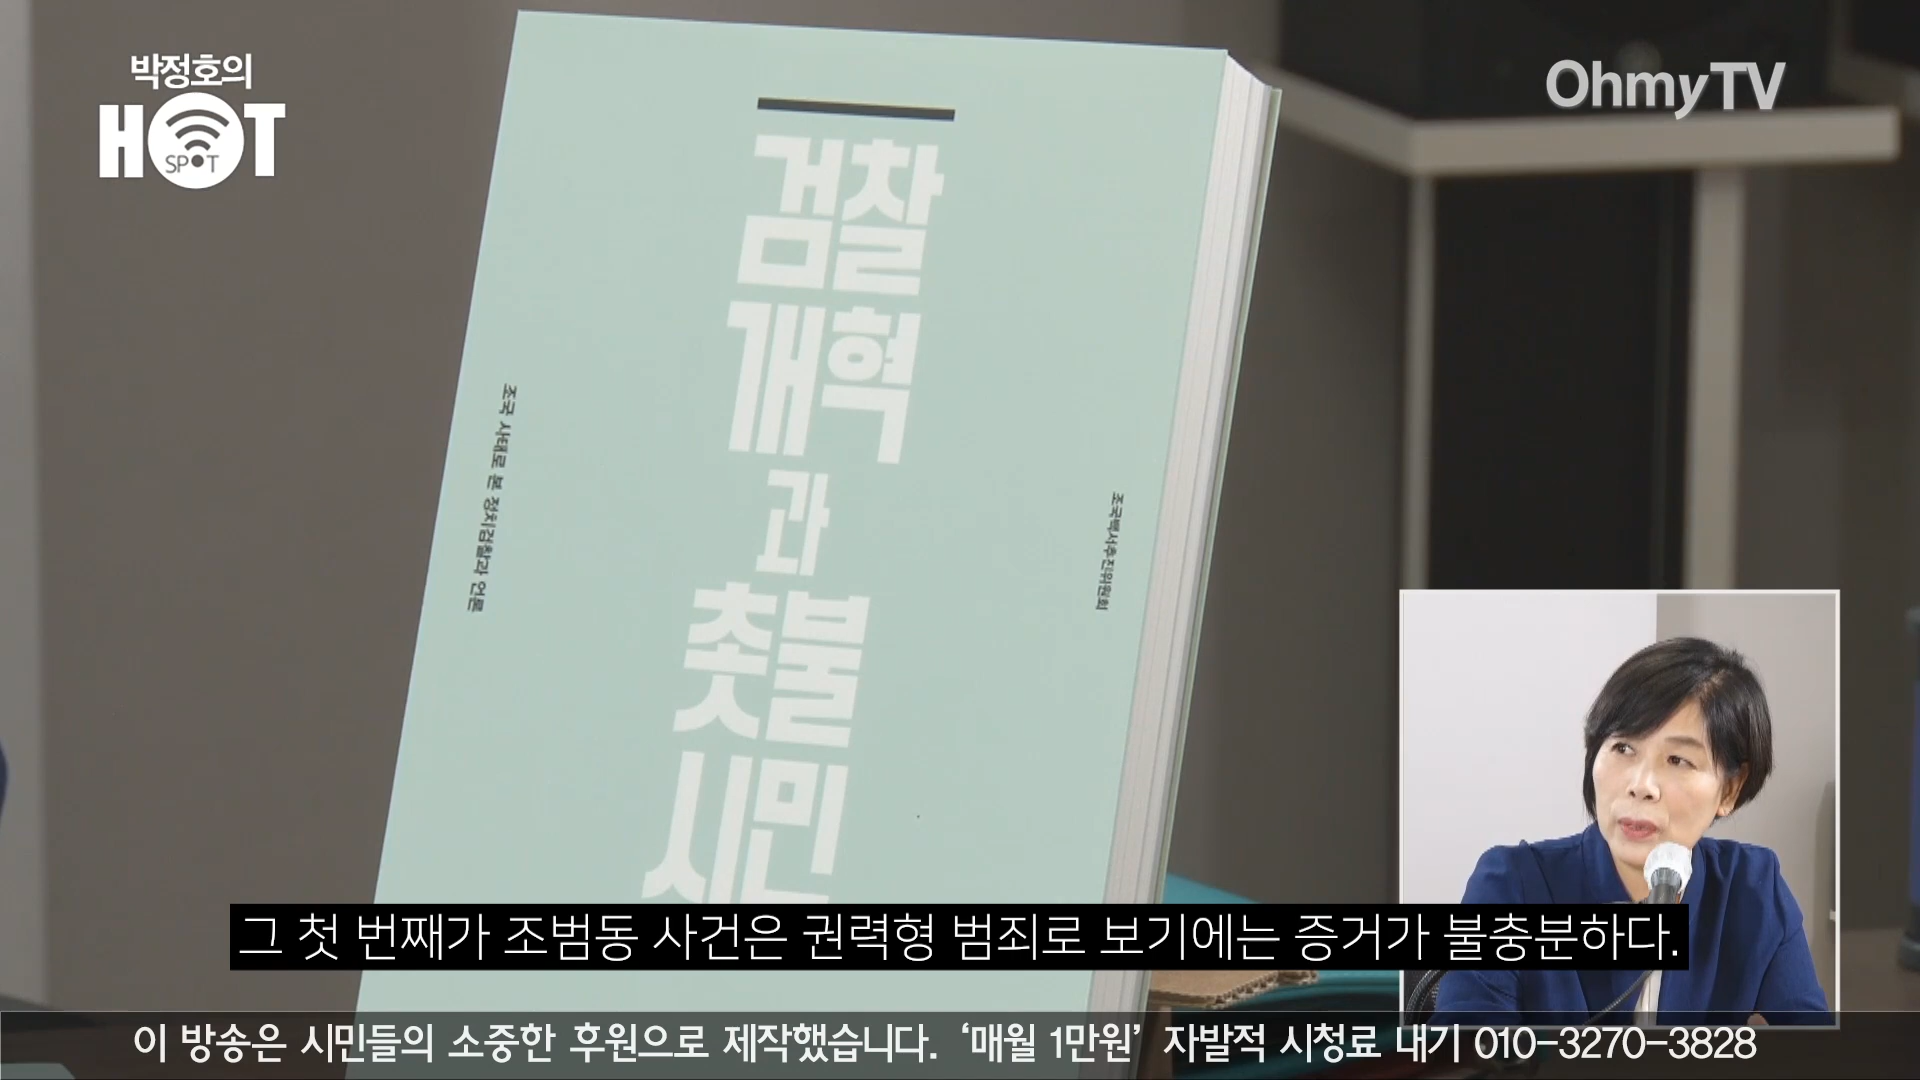 박정호의
HOT
SPOT
OhmyTV
검찰
개혁
과
촛불
시민
조국 사태로 본 정치검찰과 언론
조국백서추진위원회
그 첫 번째가 조범동 사건은 권력형 범죄로 보기에는 증거가 불충분하다.
이 방송은 시민들의 소중한 후원으로 제작했습니다. ‘매월 1만원’ 자발적 시청료 내기 010-3270-3828